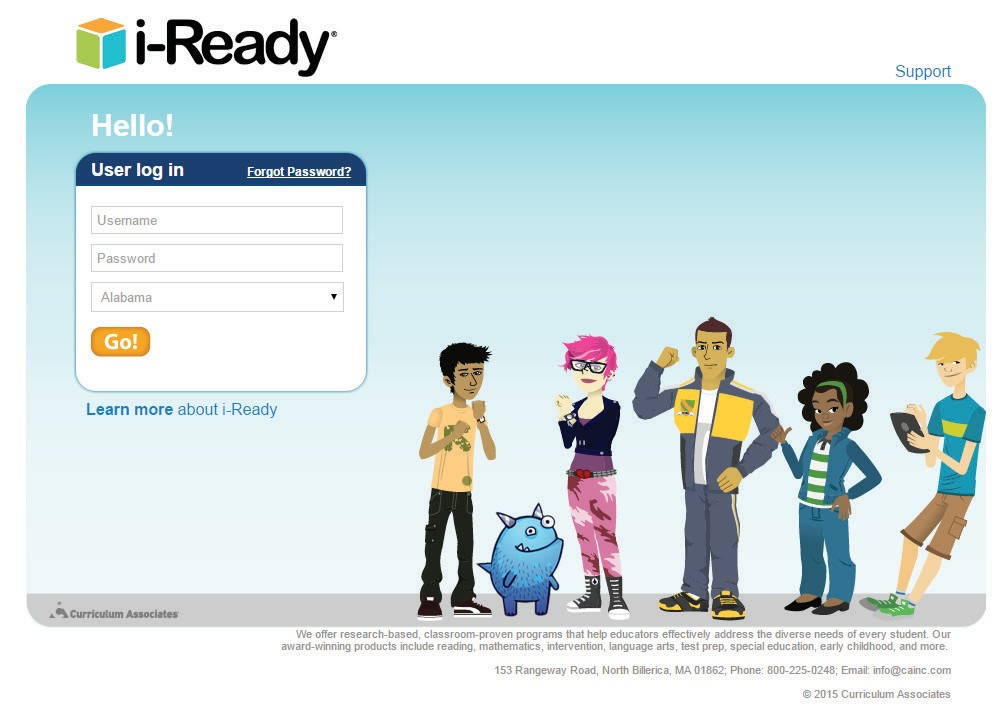 i-Ready®
Support
Hello!
User log in Forgot Password?
Username
Password
Alabama
Go!
Learn more about i-Ready
Curriculum Associates
We offer research-based, classroom-proven programs that help educators effectively address the diverse needs of every student. Our
award-winning products include reading, mathematics, intervention, language arts, test prep, special education, early childhood, and more.
153 Rangeway Road, North Billerica, MA 01862; Phone: 800-225-0248; Email: info@cainc.com
© 2015 Curriculum Associates